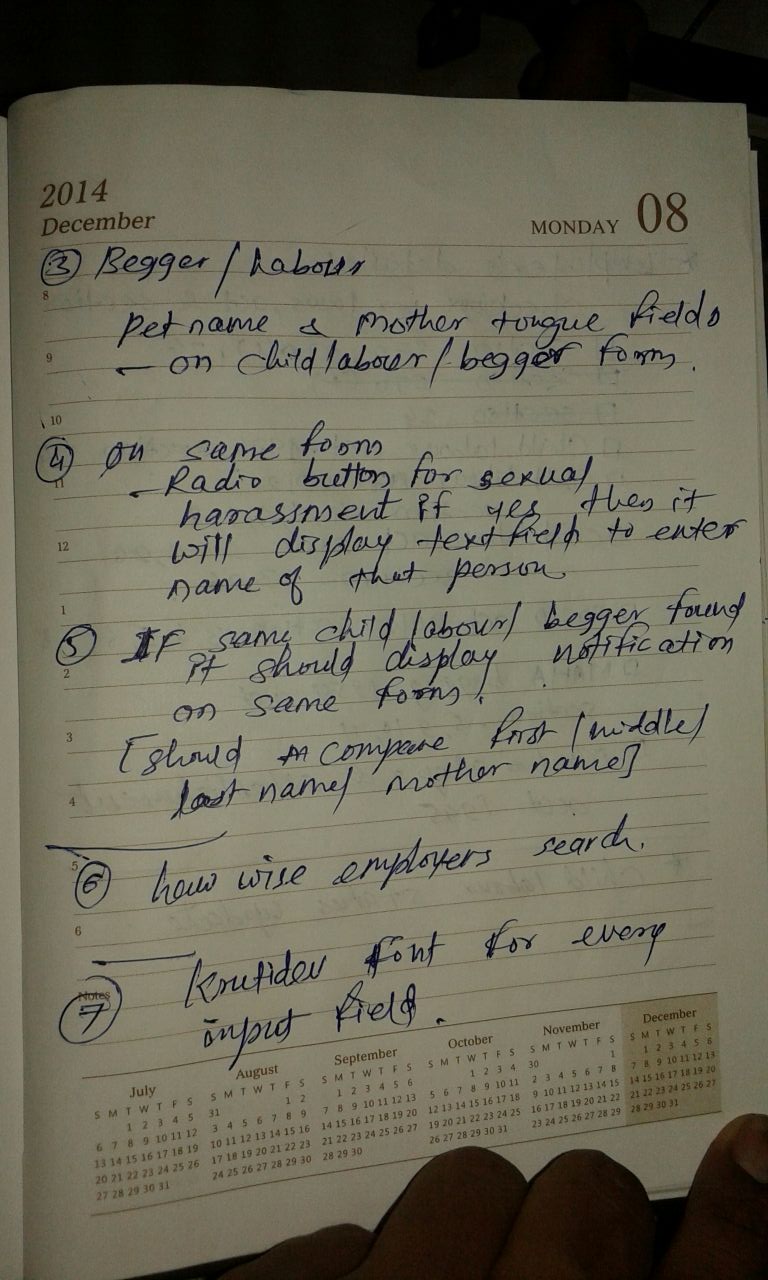 2014
December
MONDAY 08
③ Begger / Labour
8
Pet name & Mother tongue fields
9
– on child labour / begger form.
10
④ On same form
11
– Radio button for sexual
harassment if yes then it
12
will display textfield to enter
name of that person
1
⑤ IF same child labour/ begger found
2
it should display notification
on same form.
3
[should compare first / middle/
4
last name/ mother name]
5
⑥ law wise employers search.
6
Notes
⑦ Krutidev font for every
input field.
July August September October November December
S M T W T F S
1 2 3 4 5
6 7 8 9 10 11 12
13 14 15 16 17 18 19
20 21 22 23 24 25 26
27 28 29 30 31
S M T W T F S
31 1 2
3 4 5 6 7 8 9
10 11 12 13 14 15 16
17 18 19 20 21 22 23
24 25 26 27 28 29 30
S M T W T F S
1 2 3 4 5 6
7 8 9 10 11 12 13
14 15 16 17 18 19 20
21 22 23 24 25 26 27
28 29 30
S M T W T F S
1 2 3 4
5 6 7 8 9 10 11
12 13 14 15 16 17 18
19 20 21 22 23 24 25
26 27 28 29 30 31
S M T W T F S
30 1
2 3 4 5 6 7 8
9 10 11 12 13 14 15
16 17 18 19 20 21 22
23 24 25 26 27 28 29
S M T W T F S
1 2 3 4 5 6
7 8 9 10 11 12 13
14 15 16 17 18 19 20
21 22 23 24 25 26 27
28 29 30 31